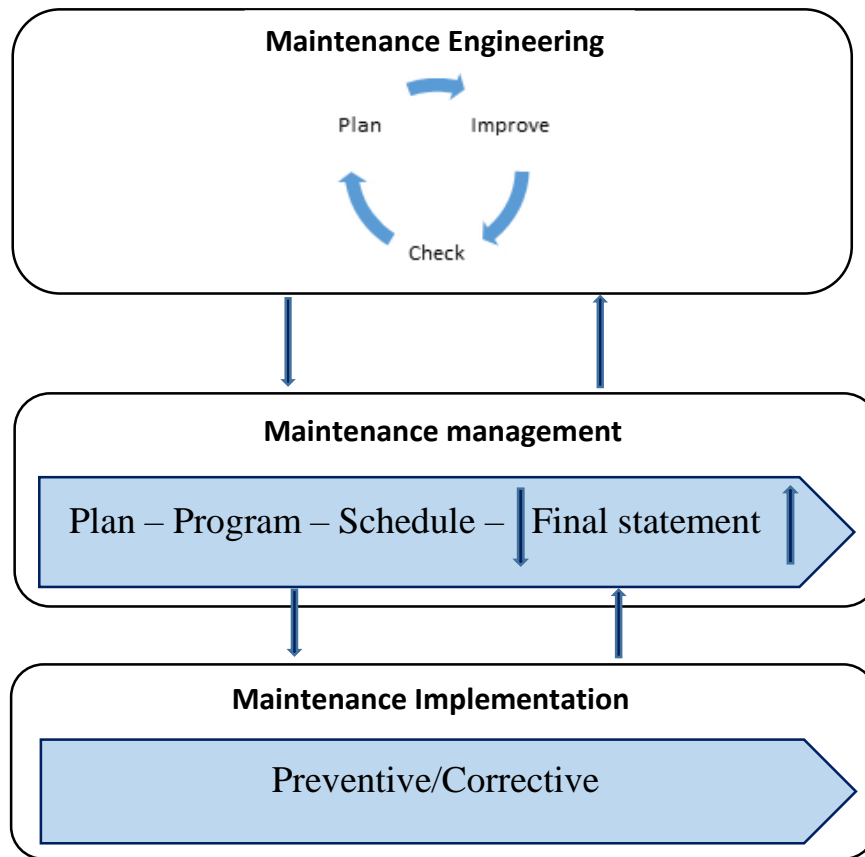 Maintenance Engineering
Plan
Improve
Check
Maintenance management
Plan – Program – Schedule – Final statement
Maintenance Implementation
Preventive/Corrective